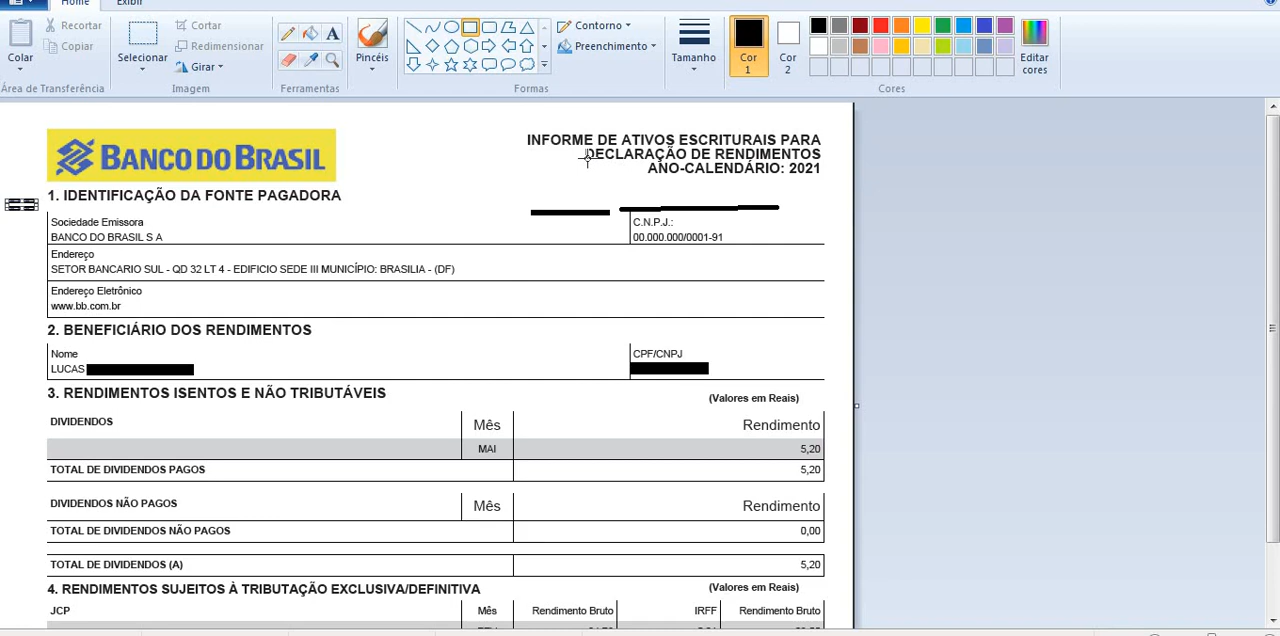 Home Exibir
Colar
Recortar
Copiar
Área de Transferência
Selecionar
Cortar
Redimensionar
Girar
Imagem
A
Ferramentas
Pincéis
Formas
Contorno
Preenchimento
Tamanho
Cor 1
Cor 2
Cores
Editar cores
BANCO DO BRASIL
INFORME DE ATIVOS ESCRITURAIS PARA
DECLARAÇÃO DE RENDIMENTOS
ANO-CALENDÁRIO: 2021
1. IDENTIFICAÇÃO DA FONTE PAGADORA
Sociedade Emissora C.N.P.J.:
BANCO DO BRASIL S A 00.000.000/0001-91
Endereço
SETOR BANCARIO SUL - QD 32 LT 4 - EDIFICIO SEDE III MUNICÍPIO: BRASILIA - (DF)
Endereço Eletrônico
www.bb.com.br
2. BENEFICIÁRIO DOS RENDIMENTOS
Nome CPF/CNPJ
LUCAS
3. RENDIMENTOS ISENTOS E NÃO TRIBUTÁVEIS (Valores em Reais)
DIVIDENDOS Mês Rendimento
MAI 5,20
TOTAL DE DIVIDENDOS PAGOS 5,20
DIVIDENDOS NÃO PAGOS Mês Rendimento
TOTAL DE DIVIDENDOS NÃO PAGOS 0,00
TOTAL DE DIVIDENDOS (A) 5,20
4. RENDIMENTOS SUJEITOS À TRIBUTAÇÃO EXCLUSIVA/DEFINITIVA (Valores em Reais)
JCP Mês Rendimento Bruto IRFF Rendimento Bruto